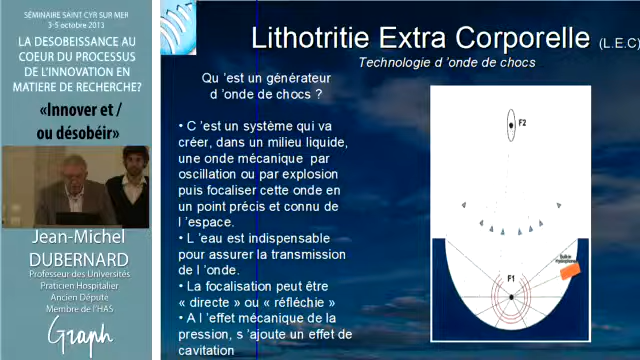 SÉMINAIRE SAINT CYR SUR MER
3-5 octobre 2013
LA DESOBEISSANCE AU
COEUR DU PROCESSUS
DE L'INNOVATION EN
MATIERE DE RECHERCHE?
«Innover et /
ou désobéir»
Jean-Michel
DUBERNARD
Professeur des Universités
Praticien Hospitalier
Ancien Député
Membre de l'HAS
Graph
Lithotritie Extra Corporelle (L.E.C)
Technologie d 'onde de chocs
Qu 'est un générateur
d 'onde de chocs ?
• C 'est un système qui va
créer, dans un milieu liquide,
une onde mécanique par
oscillation ou par explosion
puis focaliser cette onde en
un point précis et connu de
l 'espace.
• L 'eau est indispensable
pour assurer la transmission
de l 'onde.
• La focalisation peut être
« directe » ou « réfléchie »
• A l 'effet mécanique de la
pression, s 'ajoute un effet de
cavitation
F2
F1